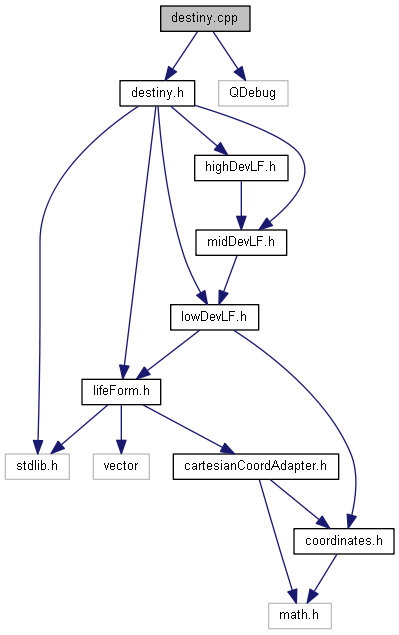 destiny.cpp
destiny.h
QDebug
highDevLF.h
midDevLF.h
lowDevLF.h
lifeForm.h
stdlib.h
vector
cartesianCoordAdapter.h
coordinates.h
math.h